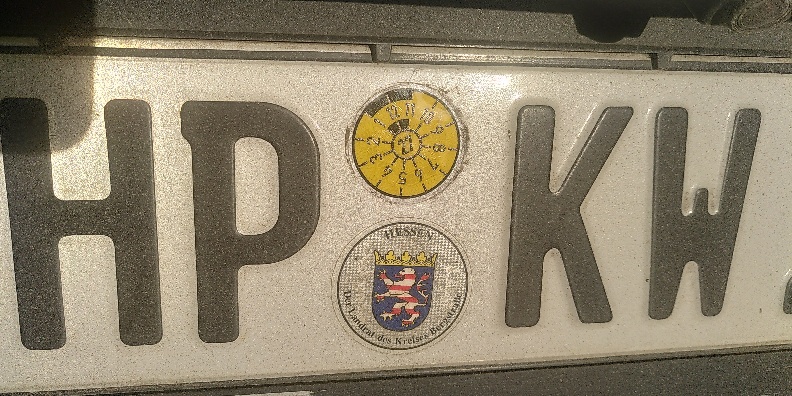 HP KW
HESSEN
Der Landrat des Kreises Bergstraße